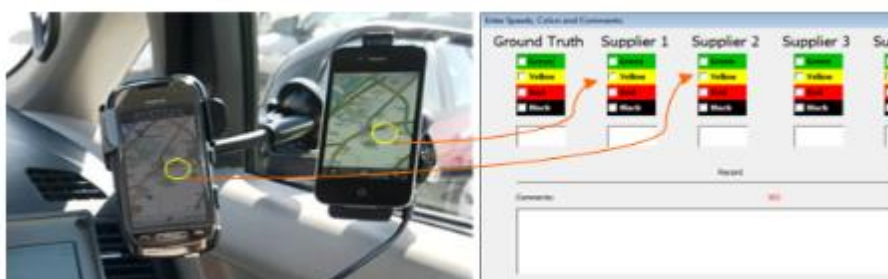 Enter Speeds, Colors and Comments
Ground Truth Supplier 1 Supplier 2 Supplier 3 Su
Green Green Green Green
Yellow Yellow Yellow Yellow
Red Red Red Red
Black Black Black Black
Record
Comments: